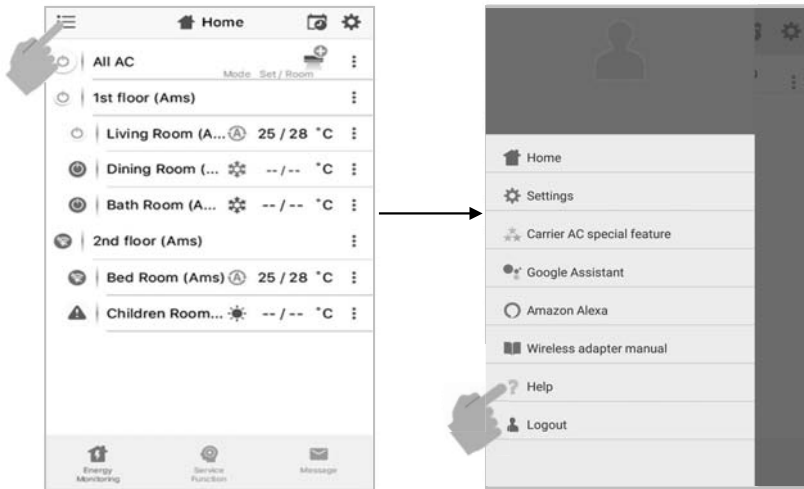 Home
All AC
Mode Set / Room
1st floor (Ams)
Living Room (A... 25 / 28 °C
Dining Room (... -- / -- °C
Bath Room (A... -- / -- °C
2nd floor (Ams)
Bed Room (Ams) 25 / 28 °C
Children Room... -- / -- °C
Energy
Monitoring
Service
Function
Message
Home
Settings
Carrier AC special feature
Google Assistant
Amazon Alexa
Wireless adapter manual
Help
Logout